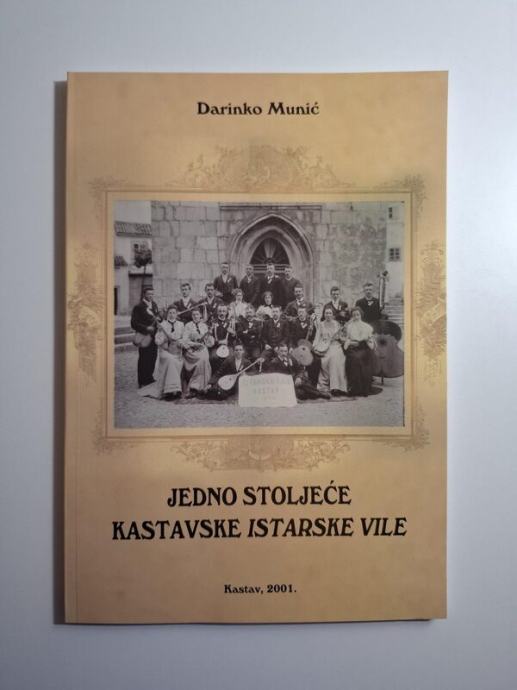 Darinko Munić
JEDNO STOLJEĆE
KASTAVSKE ISTARSKE VILE
Kastav, 2001.